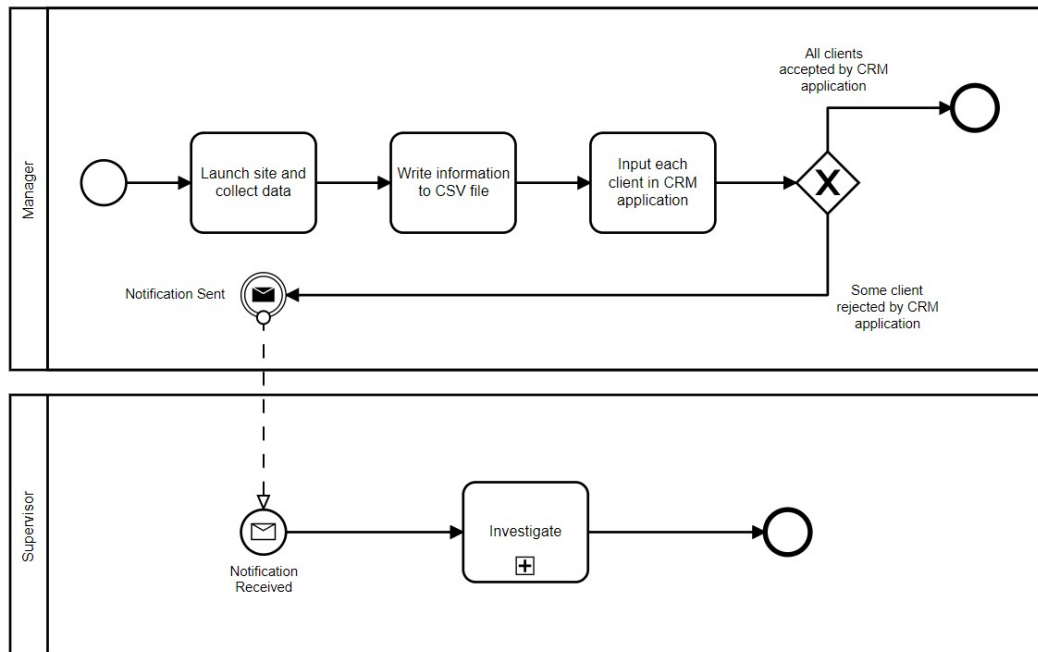 Manager
Launch site and
collect data
Write information
to CSV file
Input each
client in CRM
application
All clients
accepted by CRM
application
Some client
rejected by CRM
application
Notification Sent
Supervisor
Notification
Received
Investigate